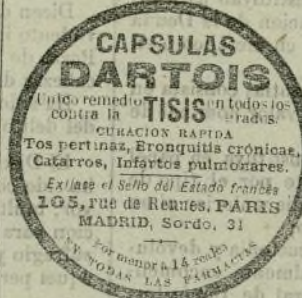 CAPSULAS
DARTOIS
Unico remedio contra la TISIS en todos los grados.
CURACION RAPIDA
Tos pertinaz, Bronquitis crónicas,
Catarros, Infartos pulmonares.
Exíjase el Sello del Estado francés
105, rue de Rennes, PARIS
MADRID, Sordo, 31
Por menor á 14 reales
EN TODAS LAS FARMACIAS